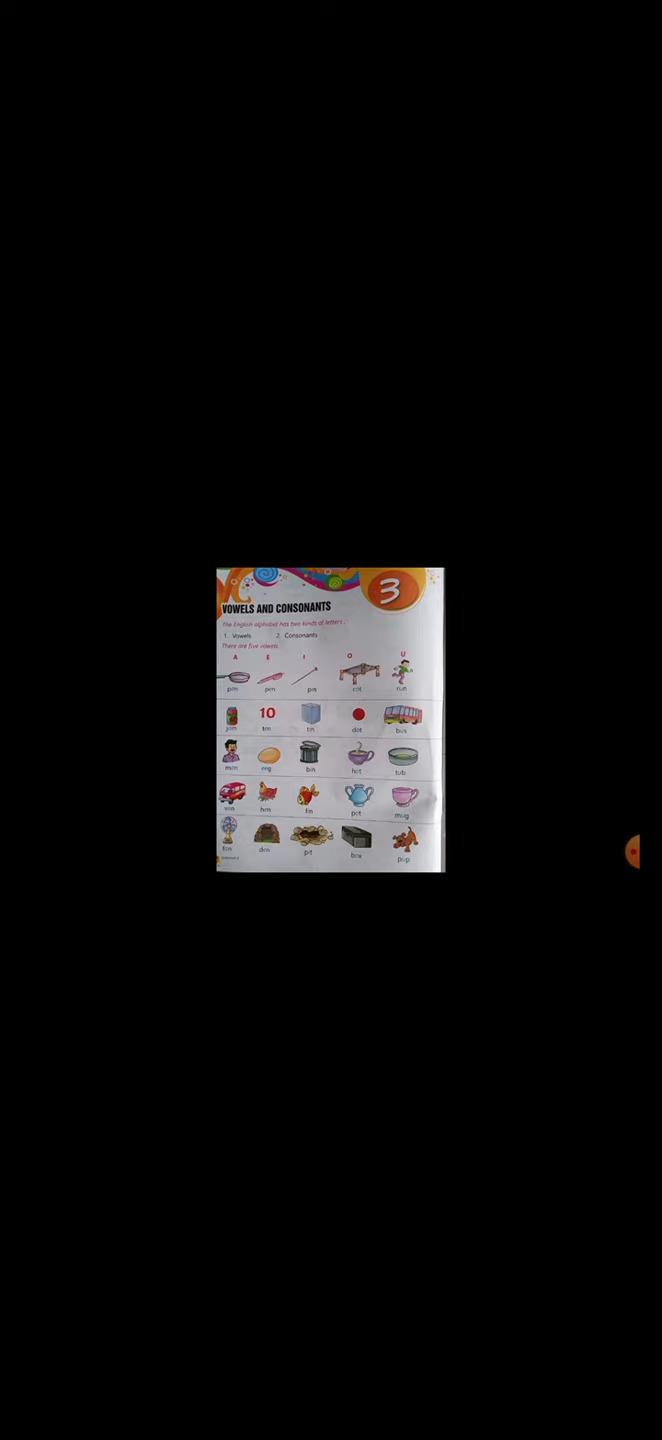 3
VOWELS AND CONSONANTS
The English alphabet has two kinds of letters :
1. Vowels 2. Consonants
There are five vowels.
A E I O U
pan pen pin cot run
10
jam ten tin dot bus
man egg bin hot tub
van hen fin pot mug
fan den pit box pup